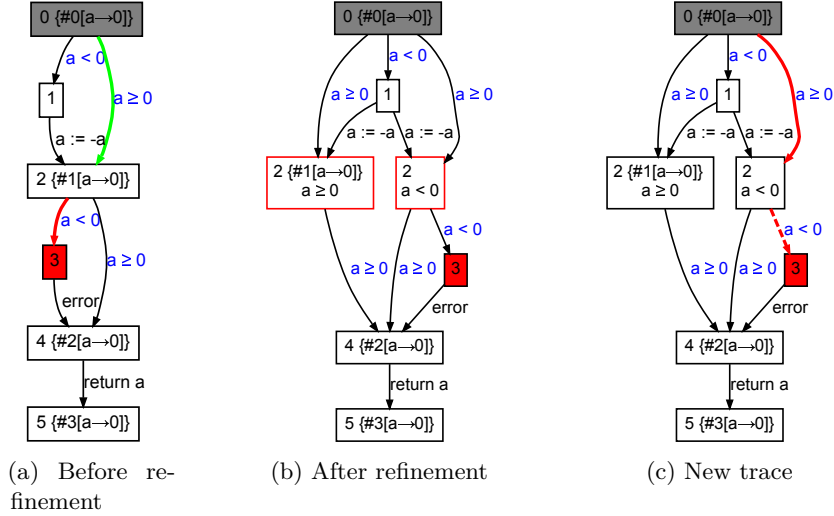 0 {#0[a→0]}
a < 0
1
a ≥ 0
a := -a
2 {#1[a→0]}
a < 0
3
a ≥ 0
error
4 {#2[a→0]}
return a
5 {#3[a→0]}
(a) Before re-
finement
0 {#0[a→0]}
a < 0
a ≥ 0
1
a ≥ 0
a := -a
a := -a
2 {#1[a→0]}
a ≥ 0
2
a < 0
a < 0
a ≥ 0
a ≥ 0
3
error
4 {#2[a→0]}
return a
5 {#3[a→0]}
(b) After refinement
0 {#0[a→0]}
a < 0
a ≥ 0
1
a ≥ 0
a := -a
a := -a
2 {#1[a→0]}
a ≥ 0
2
a < 0
a < 0
a ≥ 0
a ≥ 0
3
error
4 {#2[a→0]}
return a
5 {#3[a→0]}
(c) New trace